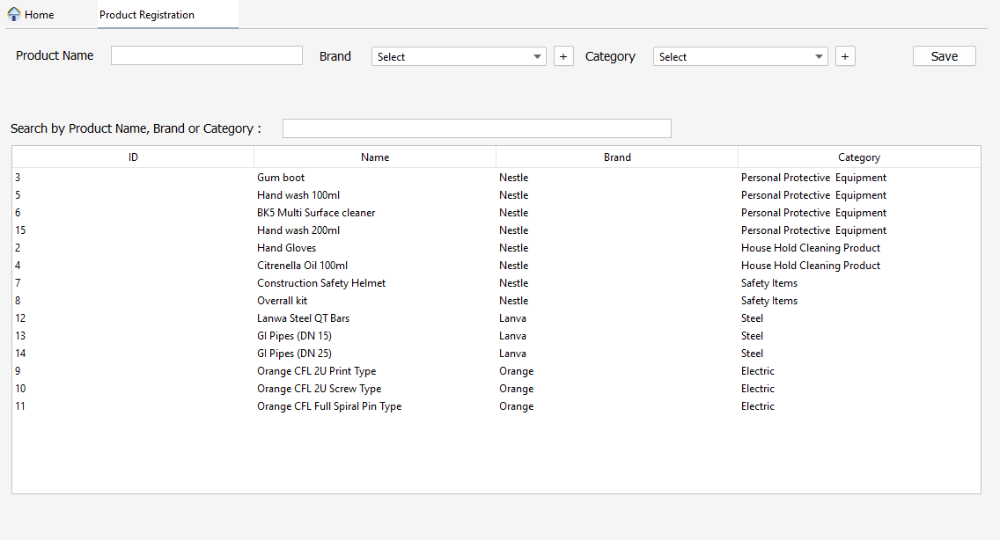 Home Product Registration
Product Name Brand Select + Category Select + Save
Search by Product Name, Brand or Category :
ID Name Brand Category
3 Gum boot Nestle Personal Protective  Equipment
5 Hand wash 100ml Nestle Personal Protective  Equipment
6 BK5 Multi Surface cleaner Nestle Personal Protective  Equipment
15 Hand wash 200ml Nestle Personal Protective  Equipment
2 Hand Gloves Nestle House Hold Cleaning Product
4 Citrenella Oil 100ml Nestle House Hold Cleaning Product
7 Construction Safety Helmet Nestle Safety Items
8 Overrall kit Nestle Safety Items
12 Lanwa Steel QT Bars Lanva Steel
13 GI Pipes (DN 15) Lanva Steel
14 GI Pipes (DN 25) Lanva Steel
9 Orange CFL 2U Print Type Orange Electric
10 Orange CFL 2U Screw Type Orange Electric
11 Orange CFL Full Spiral Pin Type Orange Electric